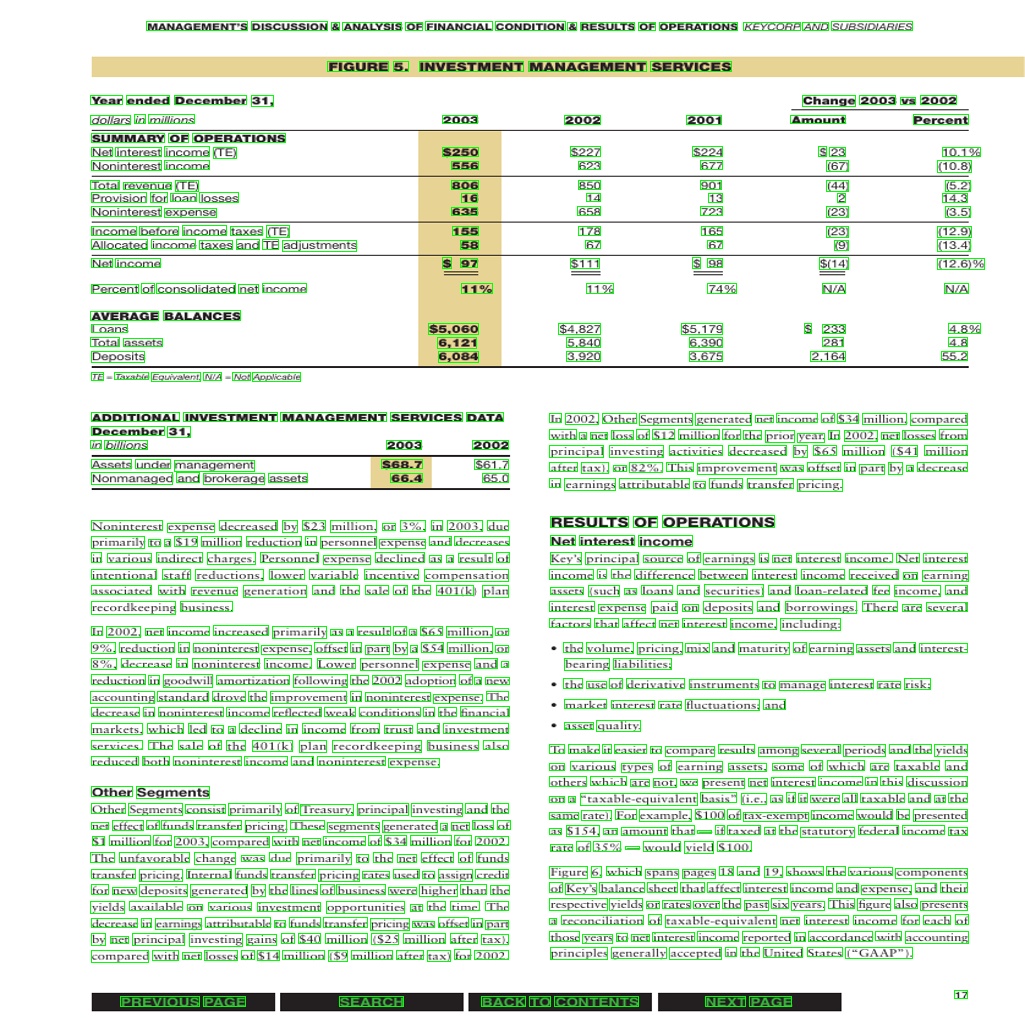 MANAGEMENT'S DISCUSSION & ANALYSIS OF FINANCIAL CONDITION & RESULTS OF OPERATIONS KEYCORP AND SUBSIDIARIES
FIGURE 5. INVESTMENT MANAGEMENT SERVICES
Year ended December 31, Change 2003 vs 2002
dollars in millions 2003 2002 2001 Amount Percent
SUMMARY OF OPERATIONS
Net interest income (TE) $250 $227 $224 $ 23 10.1%
Noninterest income 556 623 677 (67) (10.8)
Total revenue (TE) 806 850 901 (44) (5.2)
Provision for loan losses 16 14 13 2 14.3
Noninterest expense 635 658 723 (23) (3.5)
Income before income taxes (TE) 155 178 165 (23) (12.9)
Allocated income taxes and TE adjustments 58 67 67 (9) (13.4)
Net income $ 97 $111 $ 98 $(14) (12.6)%
Percent of consolidated net income 11% 11% 74% N/A N/A
AVERAGE BALANCES
Loans $5,060 $4,827 $5,179 $ 233 4.8%
Total assets 6,121 5,840 6,390 281 4.8
Deposits 6,084 3,920 3,675 2,164 55.2
TE = Taxable Equivalent, N/A = Not Applicable
ADDITIONAL INVESTMENT MANAGEMENT SERVICES DATA
December 31,
in billions 2003 2002
Assets under management $68.7 $61.7
Nonmanaged and brokerage assets 66.4 65.0
Noninterest expense decreased by $23 million, or 3%, in 2003, due
primarily to a $19 million reduction in personnel expense and decreases
in various indirect charges. Personnel expense declined as a result of
intentional staff reductions, lower variable incentive compensation
associated with revenue generation and the sale of the 401(k) plan
recordkeeping business.
In 2002, net income increased primarily as a result of a $65 million, or
9%, reduction in noninterest expense, offset in part by a $54 million, or
8%, decrease in noninterest income. Lower personnel expense and a
reduction in goodwill amortization following the 2002 adoption of a new
accounting standard drove the improvement in noninterest expense. The
decrease in noninterest income reflected weak conditions in the financial
markets, which led to a decline in income from trust and investment
services. The sale of the 401(k) plan recordkeeping business also
reduced both noninterest income and noninterest expense.
Other Segments
Other Segments consist primarily of Treasury, principal investing and the
net effect of funds transfer pricing. These segments generated a net loss of
$1 million for 2003, compared with net income of $34 million for 2002.
The unfavorable change was due primarily to the net effect of funds
transfer pricing. Internal funds transfer pricing rates used to assign credit
for new deposits generated by the lines of business were higher than the
yields available on various investment opportunities at the time. The
decrease in earnings attributable to funds transfer pricing was offset in part
by net principal investing gains of $40 million ($25 million after tax),
compared with net losses of $14 million ($9 million after tax) for 2002.
In 2002, Other Segments generated net income of $34 million, compared
with a net loss of $12 million for the prior year. In 2002, net losses from
principal investing activities decreased by $65 million ($41 million
after tax), or 82%. This improvement was offset in part by a decrease
in earnings attributable to funds transfer pricing.
RESULTS OF OPERATIONS
Net interest income
Key's principal source of earnings is net interest income. Net interest
income is the difference between interest income received on earning
assets (such as loans and securities) and loan-related fee income, and
interest expense paid on deposits and borrowings. There are several
factors that affect net interest income, including:
• the volume, pricing, mix and maturity of earning assets and interest-
bearing liabilities;
• the use of derivative instruments to manage interest rate risk;
• market interest rate fluctuations; and
• asset quality.
To make it easier to compare results among several periods and the yields
on various types of earning assets, some of which are taxable and
others which are not, we present net interest income in this discussion
on a "taxable-equivalent basis" (i.e., as if it were all taxable and at the
same rate). For example, $100 of tax-exempt income would be presented
as $154, an amount that — if taxed at the statutory federal income tax
rate of 35% — would yield $100.
Figure 6, which spans pages 18 and 19, shows the various components
of Key's balance sheet that affect interest income and expense, and their
respective yields or rates over the past six years. This figure also presents
a reconciliation of taxable-equivalent net interest income for each of
those years to net interest income reported in accordance with accounting
principles generally accepted in the United States ("GAAP").
PREVIOUS PAGE SEARCH BACK TO CONTENTS NEXT PAGE 17